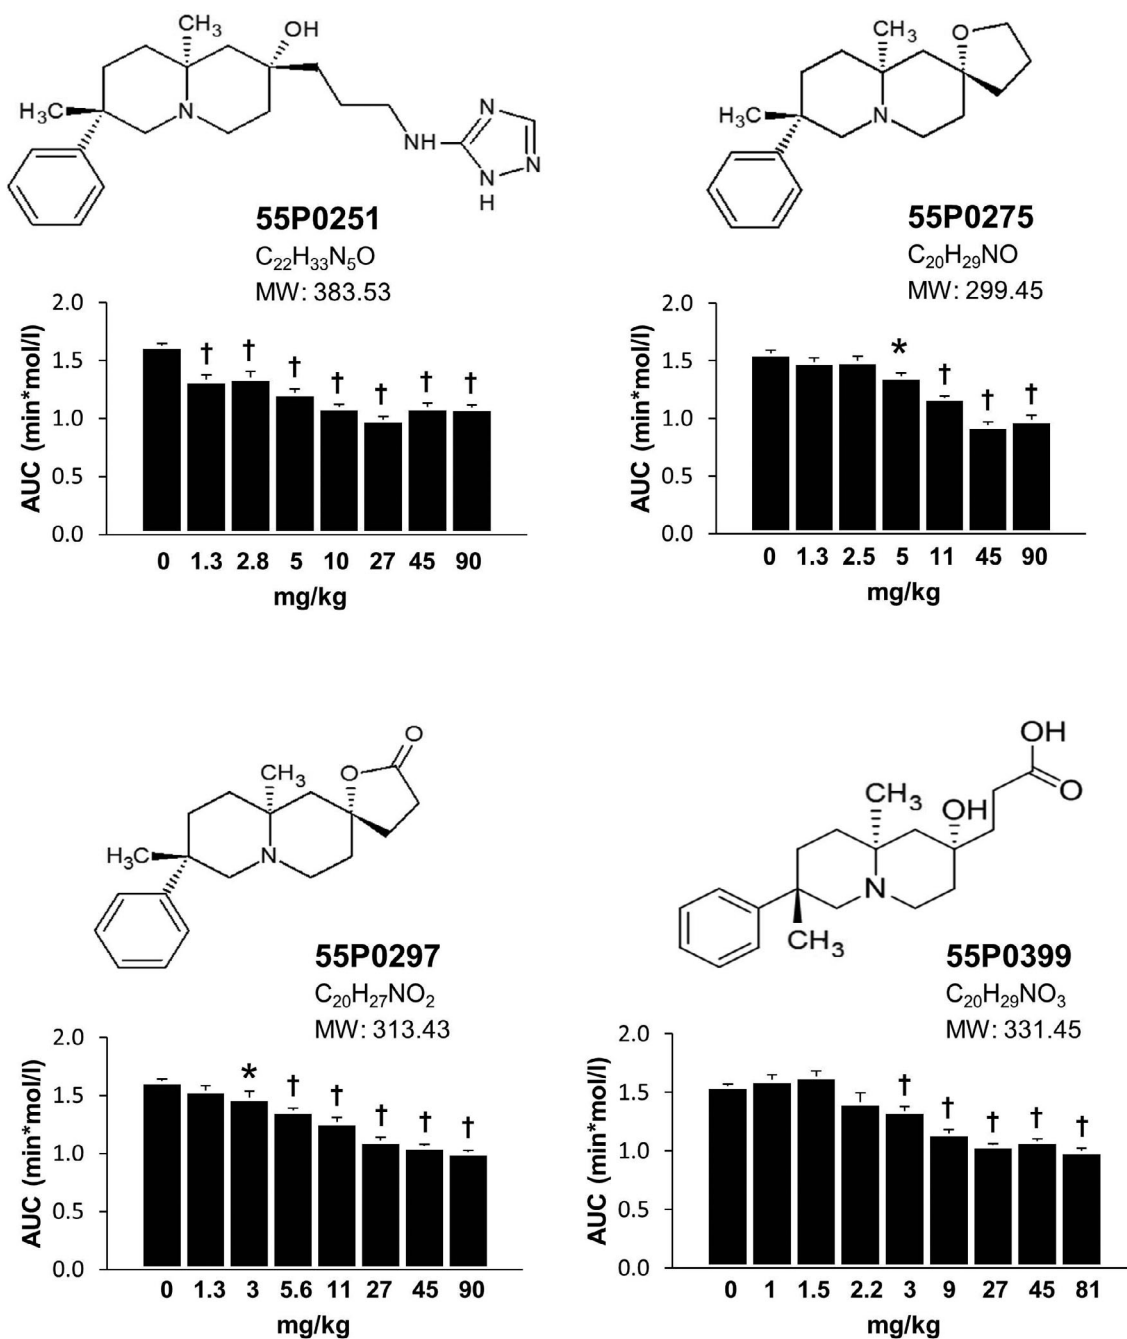 CH₃
OH
H₃C
N
NH
N
N
N
H
55P0251
C₂₂H₃₃N₅O
MW: 383.53
AUC (min*mol/l)
2.0
1.5
1.0
0.5
0.0
† † † † † † †
0 1.3 2.8 5 10 27 45 90
mg/kg
CH₃
O
H₃C
N
55P0275
C₂₀H₂₉NO
MW: 299.45
AUC (min*mol/l)
2.0
1.5
1.0
0.5
0.0
* † † †
0 1.3 2.5 5 11 45 90
mg/kg
O
CH₃
O
H₃C
N
55P0297
C₂₀H₂₇NO₂
MW: 313.43
AUC (min*mol/l)
2.0
1.5
1.0
0.5
0.0
* † † † † †
0 1.3 3 5.6 11 27 45 90
mg/kg
OH
O
CH₃
OH
N
CH₃
55P0399
C₂₀H₂₉NO₃
MW: 331.45
AUC (min*mol/l)
2.0
1.5
1.0
0.5
0.0
† † † † †
0 1 1.5 2.2 3 9 27 45 81
mg/kg